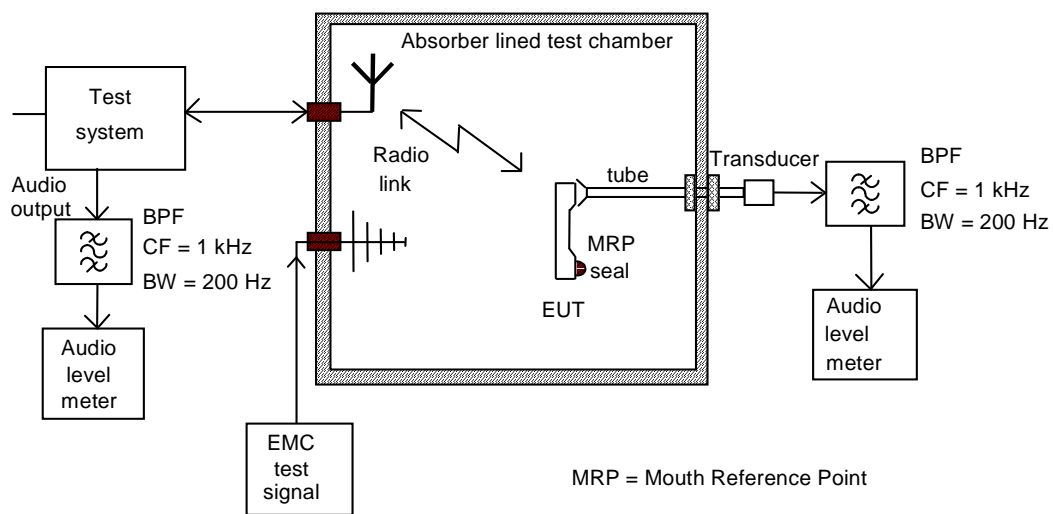 Absorber lined test chamber
Test
system
Radio
link
Audio
output
BPF
CF = 1 kHz
BW = 200 Hz
Audio
level
meter
EMC
test
signal
tube
Transducer
MRP
seal
EUT
BPF
CF = 1 kHz
BW = 200 Hz
Audio
level
meter
MRP = Mouth Reference Point